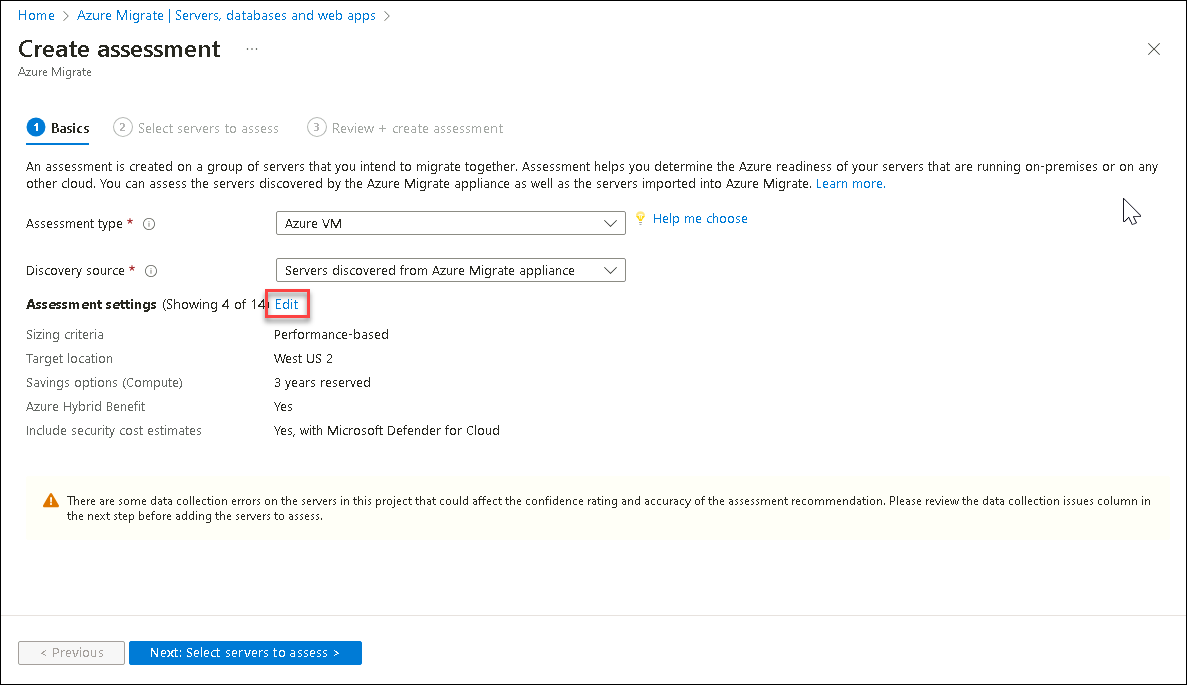 Home > Azure Migrate | Servers, databases and web apps >
Create assessment ...
Azure Migrate
1 Basics 2 Select servers to assess 3 Review + create assessment
An assessment is created on a group of servers that you intend to migrate together. Assessment helps you determine the Azure readiness of your servers that are running on-premises or on any
other cloud. You can assess the servers discovered by the Azure Migrate appliance as well as the servers imported into Azure Migrate. Learn more.
Assessment type * Azure VM Help me choose
Discovery source * Servers discovered from Azure Migrate appliance
Assessment settings (Showing 4 of 14) Edit
Sizing criteria Performance-based
Target location West US 2
Savings options (Compute) 3 years reserved
Azure Hybrid Benefit Yes
Include security cost estimates Yes, with Microsoft Defender for Cloud
There are some data collection errors on the servers in this project that could affect the confidence rating and accuracy of the assessment recommendation. Please review the data collection issues column in
the next step before adding the servers to assess.
< Previous Next: Select servers to assess >